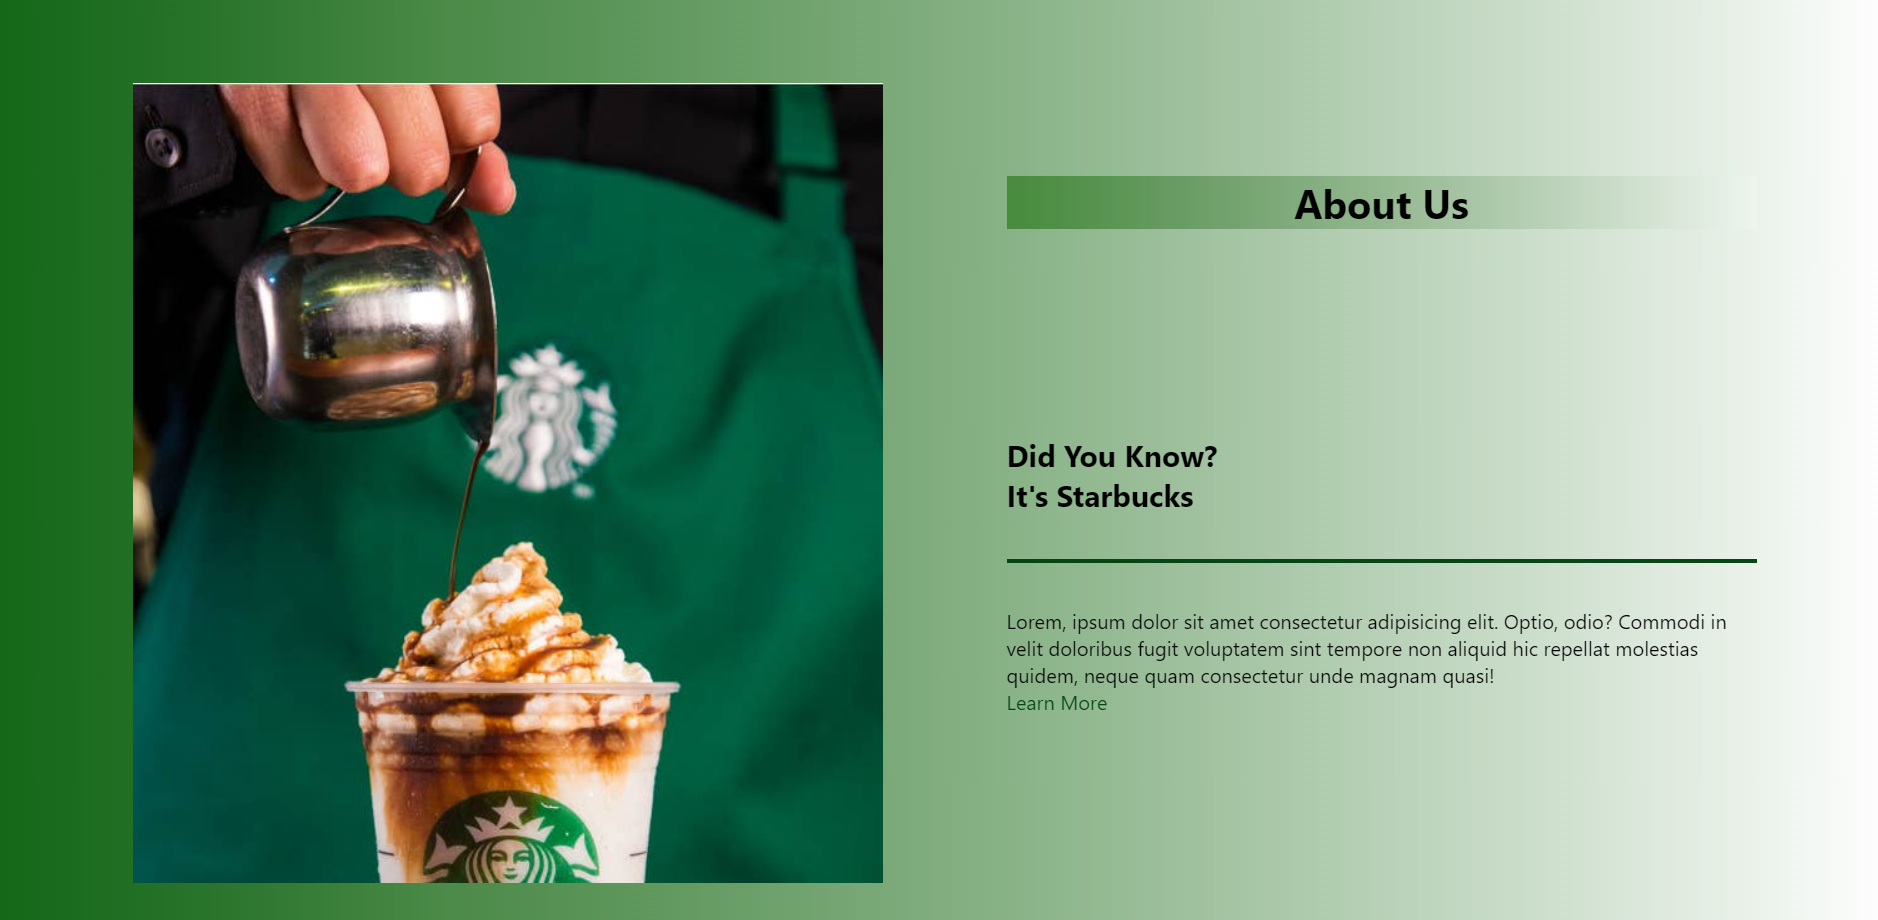 About Us
Did You Know?
It's Starbucks
Lorem, ipsum dolor sit amet consectetur adipisicing elit. Optio, odio? Commodi in
velit doloribus fugit voluptatem sint tempore non aliquid hic repellat molestias
quidem, neque quam consectetur unde magnam quasi!
Learn More